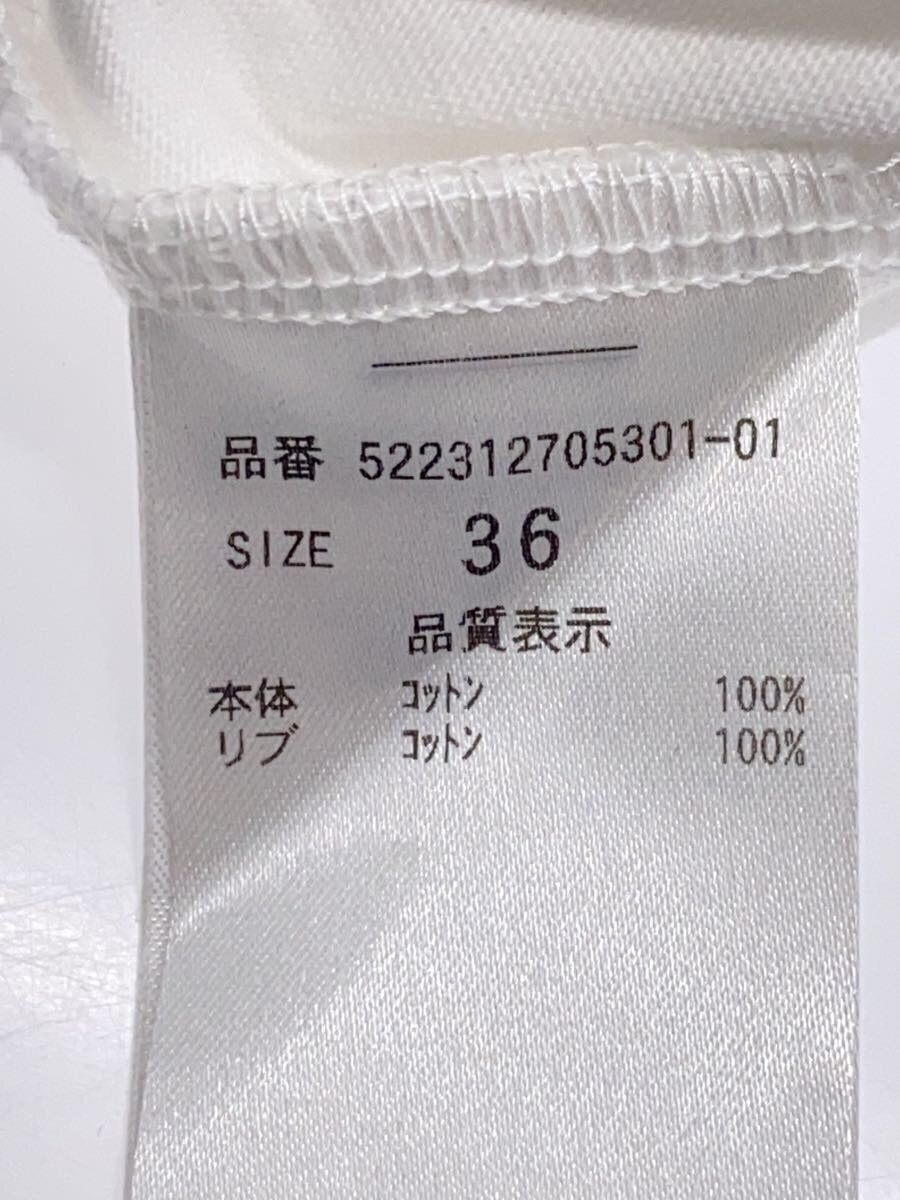 品番 522312705301-01
SIZE 36
品質表示
本体 ｺｯﾄﾝ 100%
リブ ｺｯﾄﾝ 100%